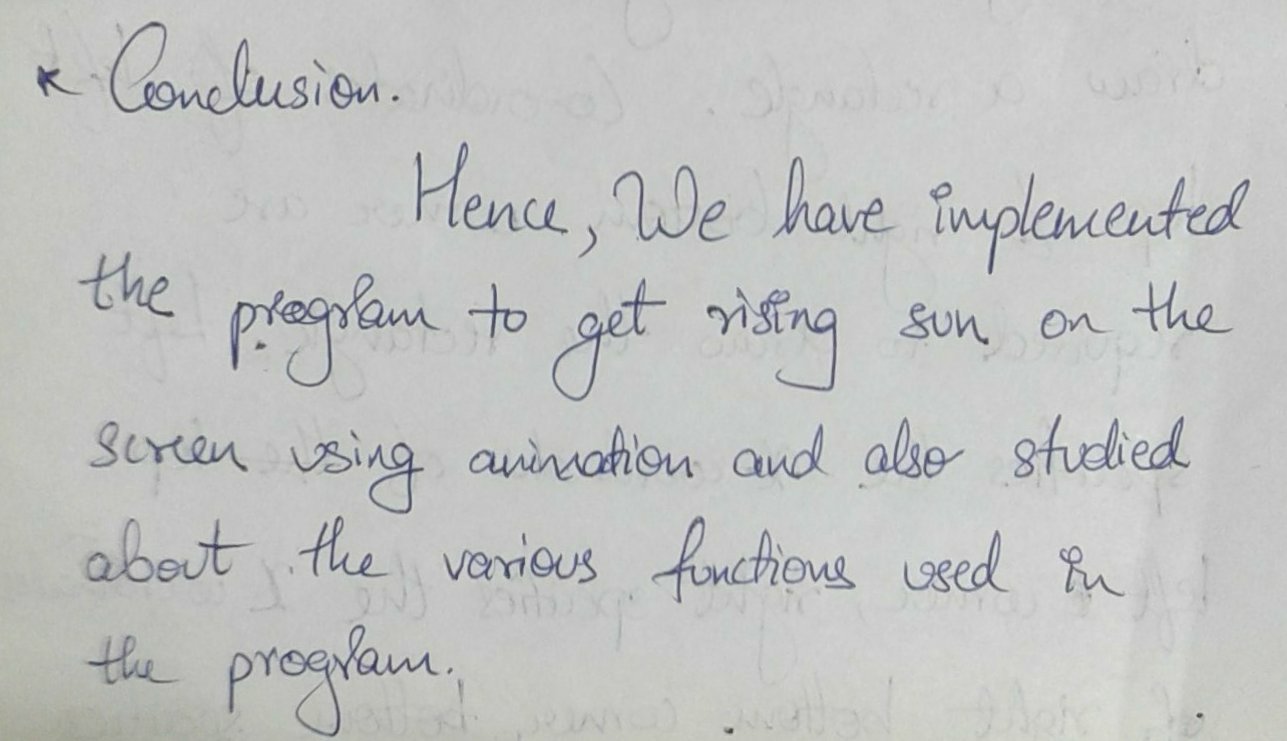 * Conclusion.
Hence, We have implemented
the program to get rising sun on the
screen using animation and also studied
about the various functions used in
the program.